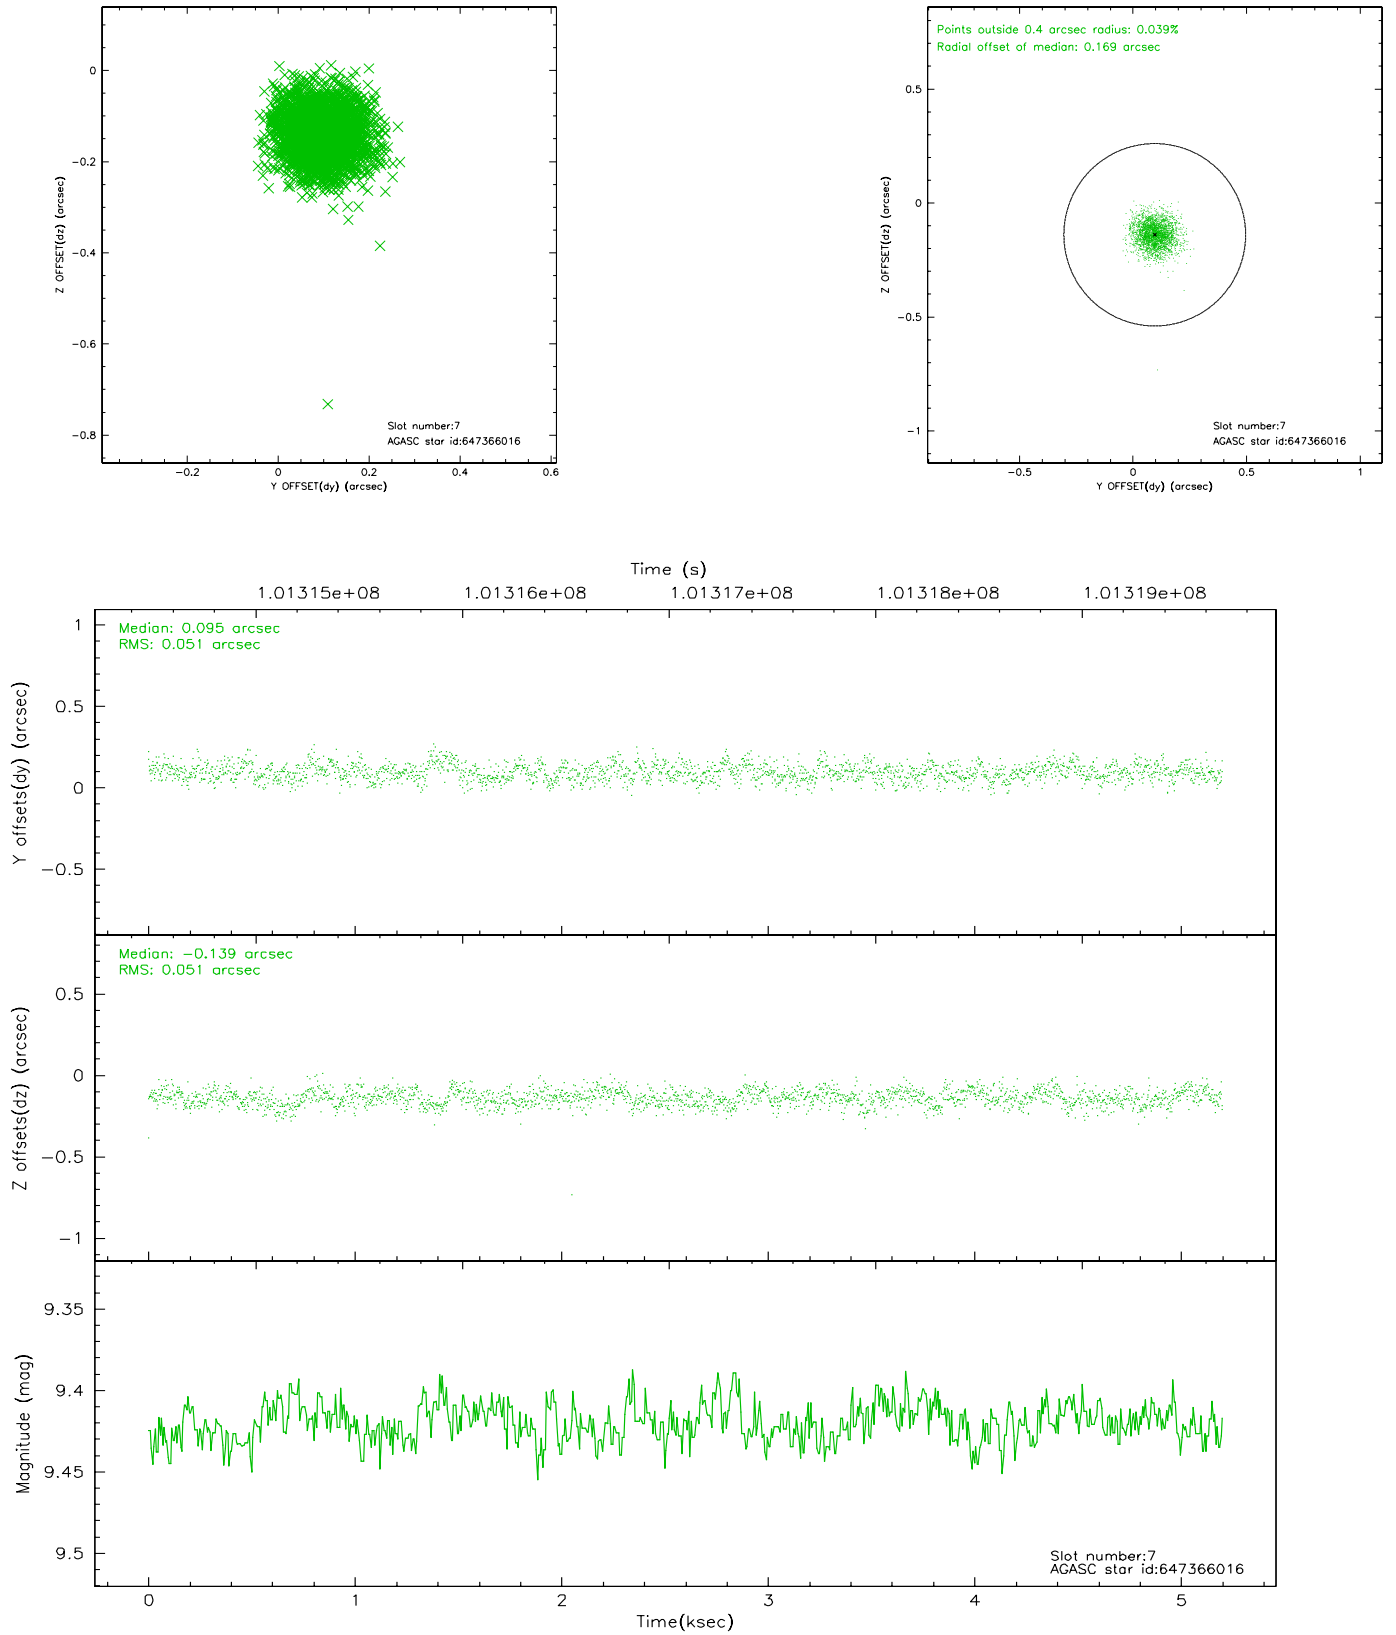 0
−0.2
−0.4
−0.6
−0.8
Z OFFSET(dz) (arcsec)
Slot number:7
AGASC star id:647366016
−0.2 0 0.2 0.4 0.6
Y OFFSET(dy) (arcsec)
Points outside 0.4 arcsec radius: 0.039%
Radial offset of median: 0.169 arcsec
0.5
0
−0.5
−1
Z OFFSET(dz) (arcsec)
Slot number:7
AGASC star id:647366016
−0.5 0 0.5 1
Y OFFSET(dy) (arcsec)
Time (s)
1.01315e+08 1.01316e+08 1.01317e+08 1.01318e+08 1.01319e+08
Median: 0.095 arcsec
RMS: 0.051 arcsec
1
0.5
0
−0.5
Y offsets(dy) (arcsec)
Median: −0.139 arcsec
RMS: 0.051 arcsec
0.5
0
−0.5
−1
Z offsets(dz) (arcsec)
9.35
9.4
9.45
9.5
Magnitude (mag)
Slot number:7
AGASC star id:647366016
0 1 2 3 4 5
Time(ksec)